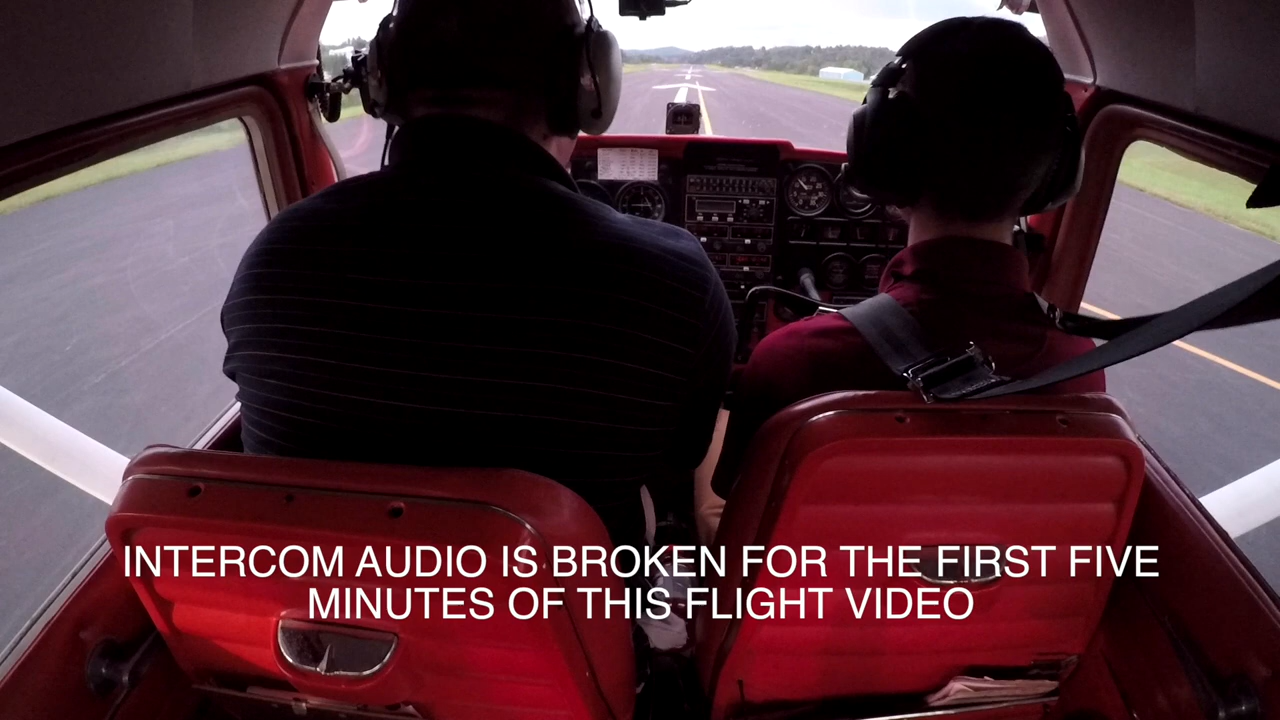 INTERCOM AUDIO IS BROKEN FOR THE FIRST FIVE
MINUTES OF THIS FLIGHT VIDEO